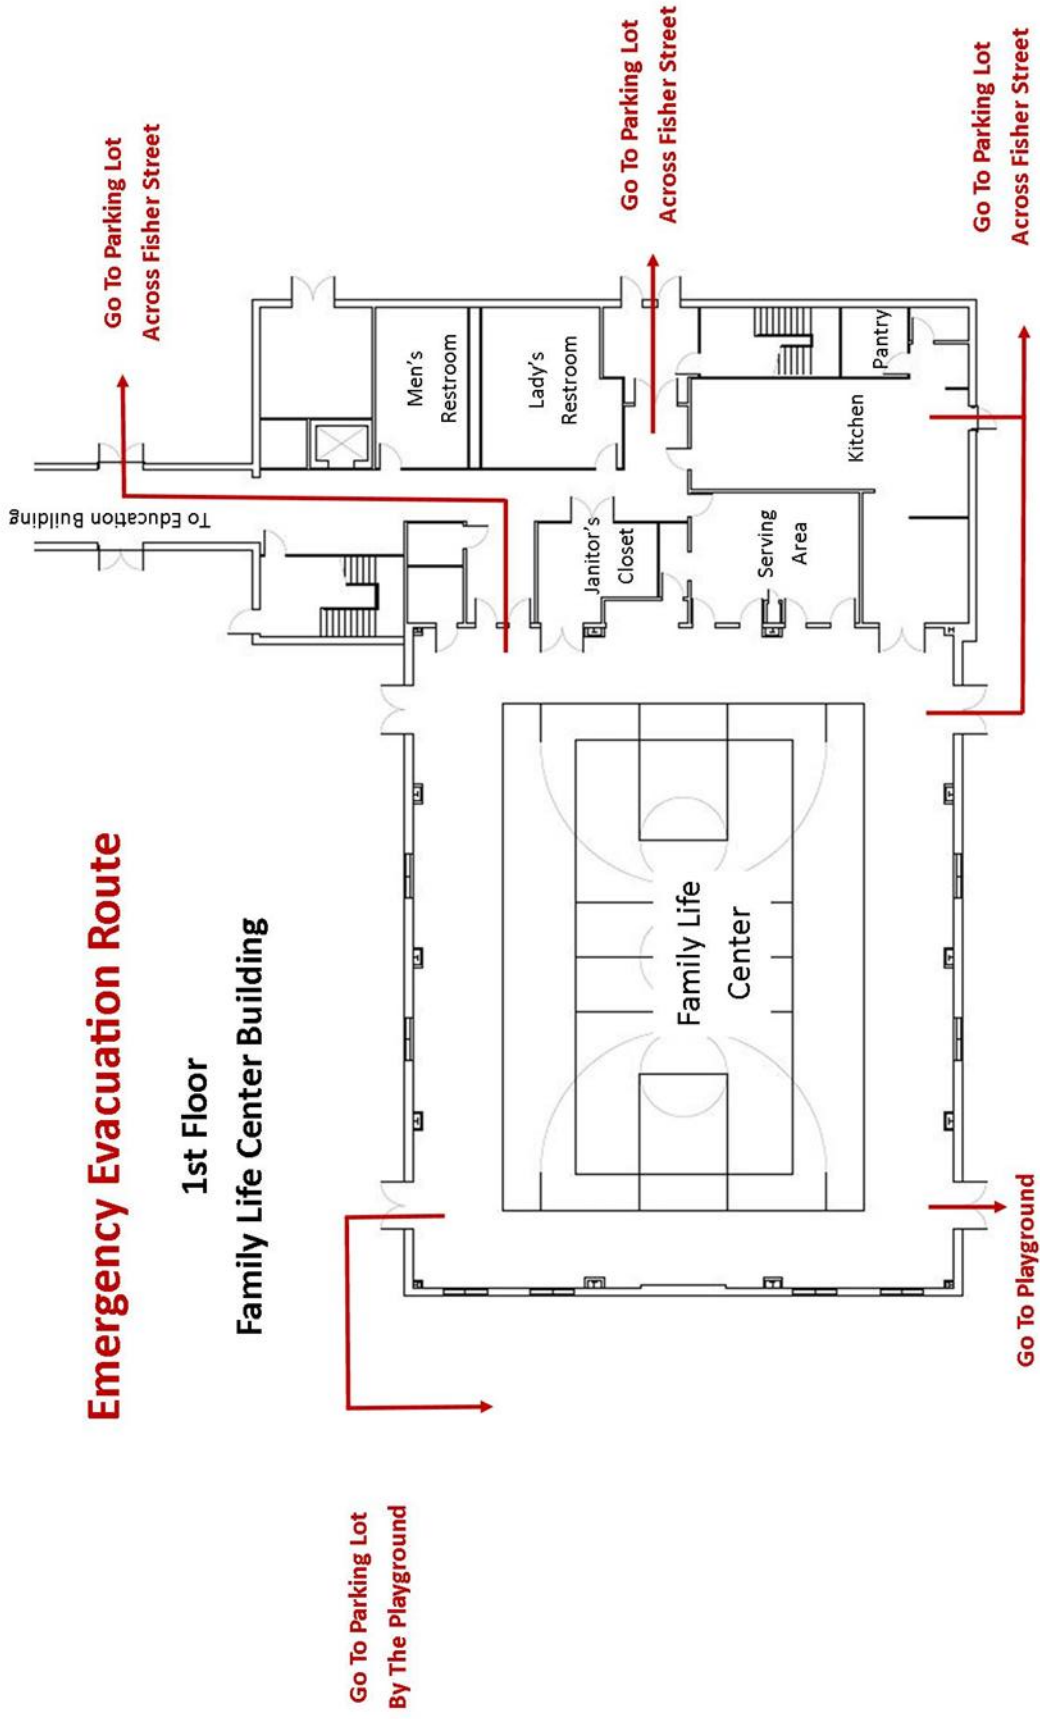 Emergency Evacuation Route
1st Floor
Family Life Center Building
Go To Parking Lot
Across Fisher Street
To Education Building
Men's
Restroom
Lady's
Restroom
Go To Parking Lot
Across Fisher Street
Janitor's
Closet
Serving
Area
Kitchen
Pantry
Go To Parking Lot
Across Fisher Street
Family Life
Center
Go To Parking Lot
By The Playground
Go To Playground